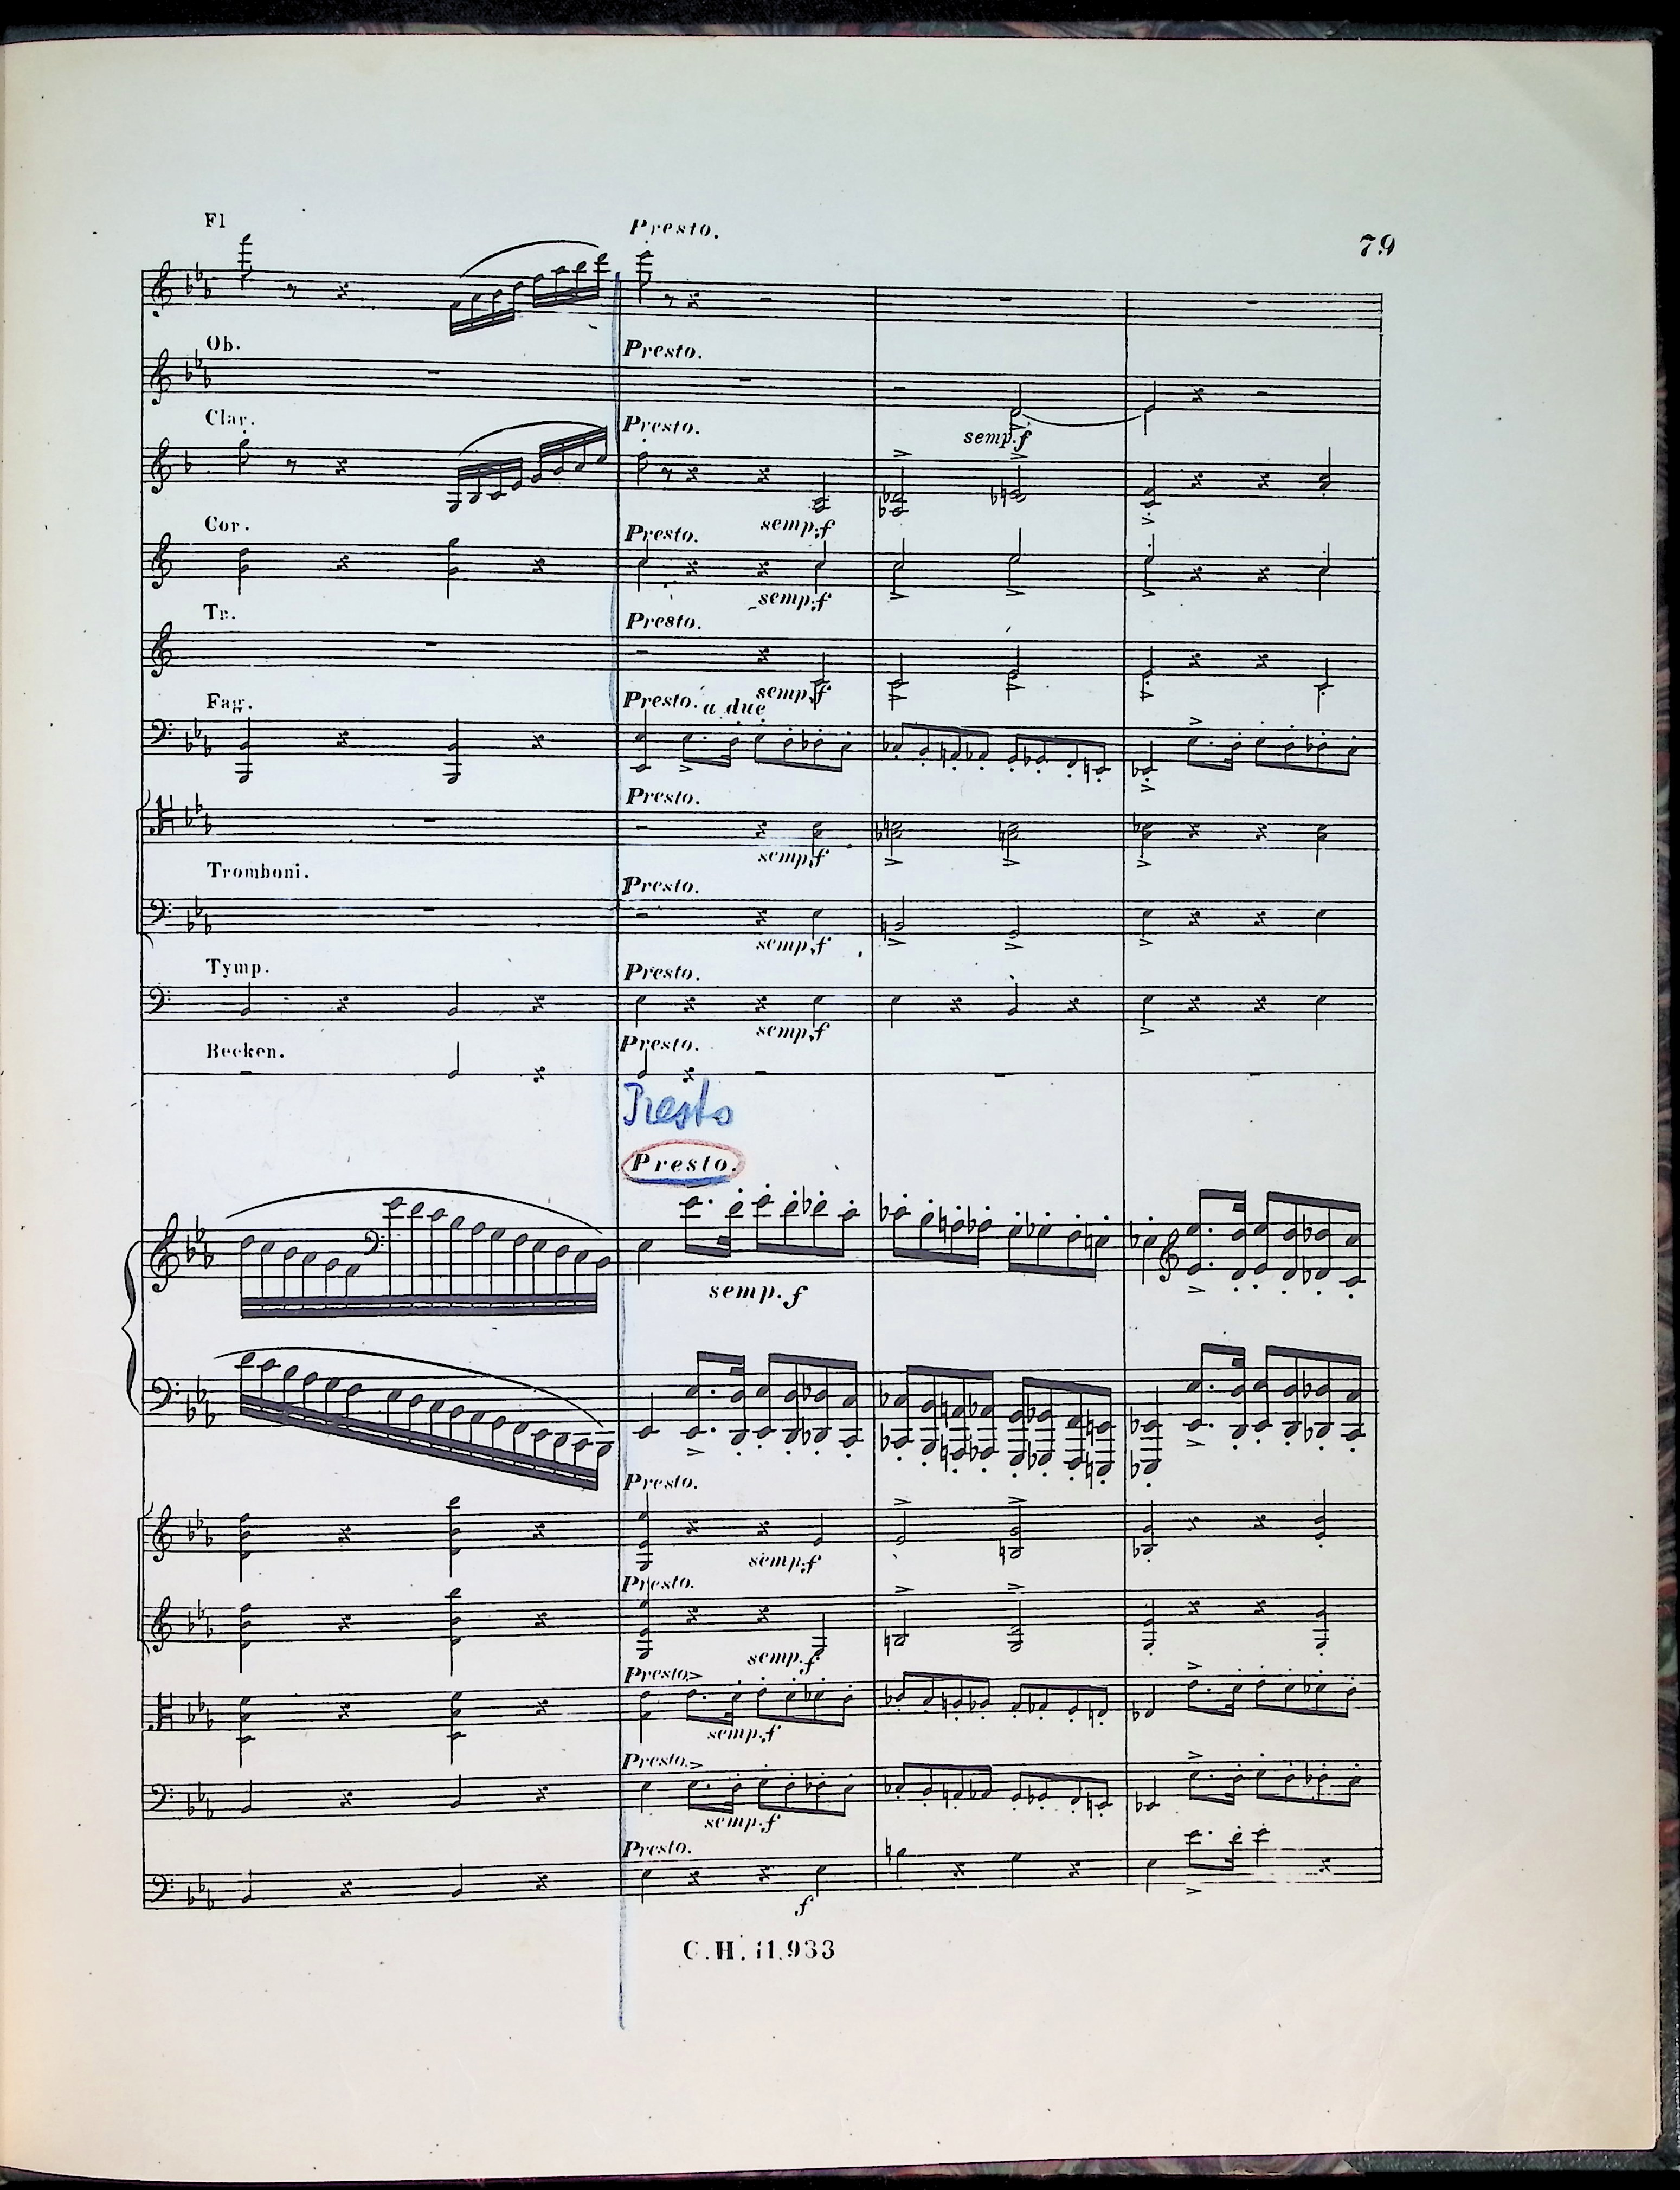 Fl
Presto.
79
Ob.
Presto.
semp.f
Clar.
Presto.
semp.f
Cor.
Presto.
semp.f
Tr.
Presto.
semp.f
Fag.
Presto. a due
Presto.
semp.f
Tromboni.
Presto.
semp.f
Tymp.
Presto.
semp.f
Becken.
Presto.
Presto
Presto.
semp. f
Presto.
semp.f
Presto.
semp.f
Presto.
semp.f
Presto.
semp.f
Presto.
f
C.H. 11.933